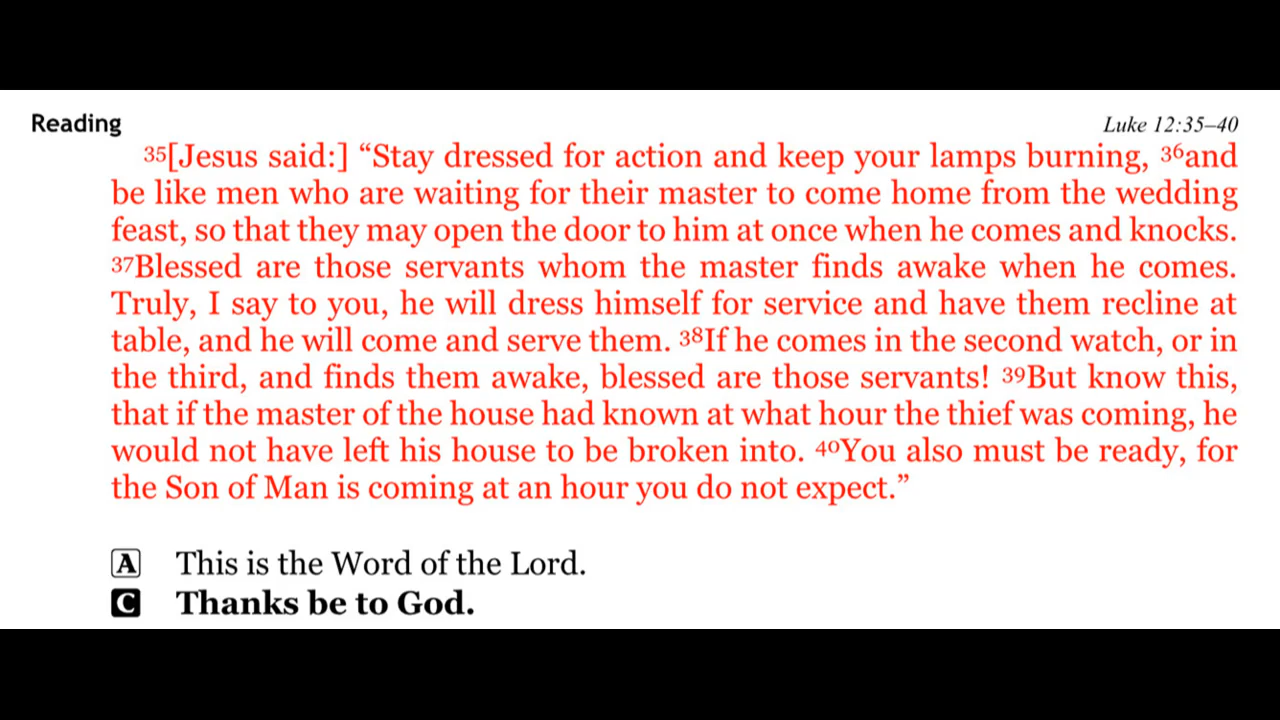 Reading
Luke 12:35–40
35[Jesus said:] “Stay dressed for action and keep your lamps burning, 36and
be like men who are waiting for their master to come home from the wedding
feast, so that they may open the door to him at once when he comes and knocks.
37Blessed are those servants whom the master finds awake when he comes.
Truly, I say to you, he will dress himself for service and have them recline at
table, and he will come and serve them. 38If he comes in the second watch, or in
the third, and finds them awake, blessed are those servants! 39But know this,
that if the master of the house had known at what hour the thief was coming, he
would not have left his house to be broken into. 40You also must be ready, for
the Son of Man is coming at an hour you do not expect.”
A This is the Word of the Lord.
C Thanks be to God.